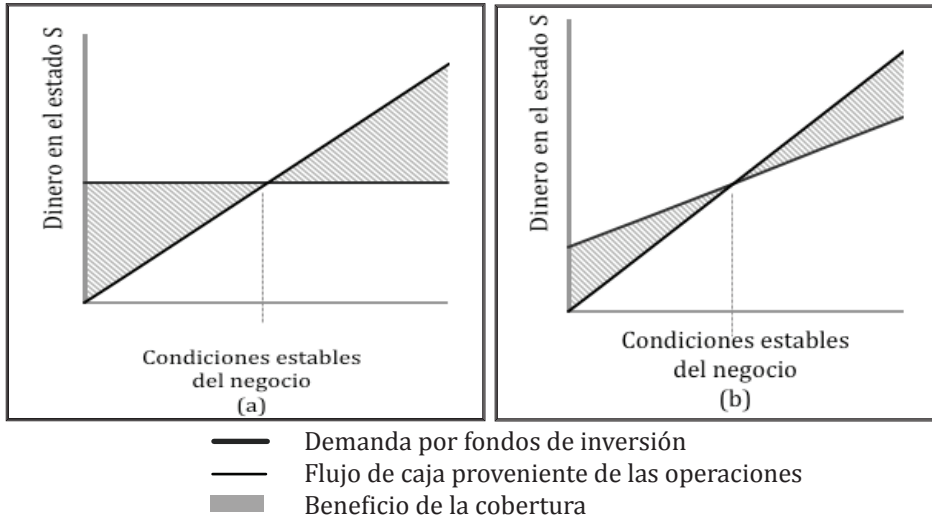 Dinero en el estado S
Condiciones estables
del negocio
(a)
Dinero en el estado S
Condiciones estables
del negocio
(b)
Demanda por fondos de inversión
Flujo de caja proveniente de las operaciones
Beneficio de la cobertura